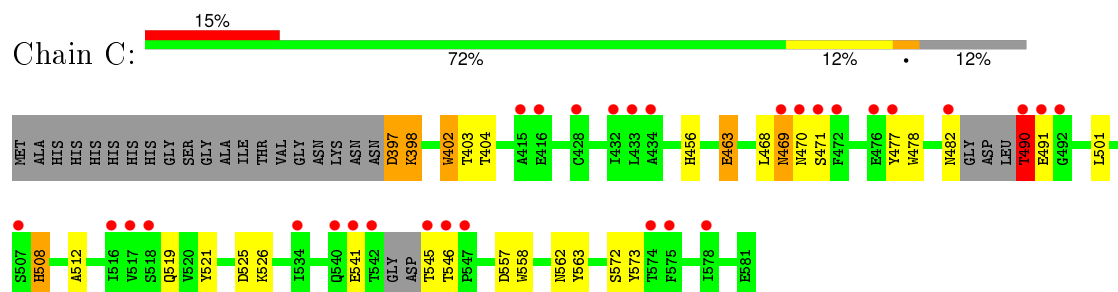 15%
Chain C:
72% 12% • 12%
MET ALA HIS HIS HIS HIS HIS HIS GLY SER GLY ALA ILE THR VAL GLY ASN LYS ASN ASN D397 K398 W402 T403 T404 A415 E416 C428 I432 L433 A434 H456 E463 L468 N469 N470 S471 F472 E476 Y477 W478 N482 GLY ASP LEU T490 E491 G492 L501
S507 H508 A512 I516 V517 S518 Q519 V520 Y521 D525 K526 I534 Q540 E541 T542 GLY ASP T545 T546 P547 D557 W558 N562 Y563 S572 Y573 T574 F575 I578 E581